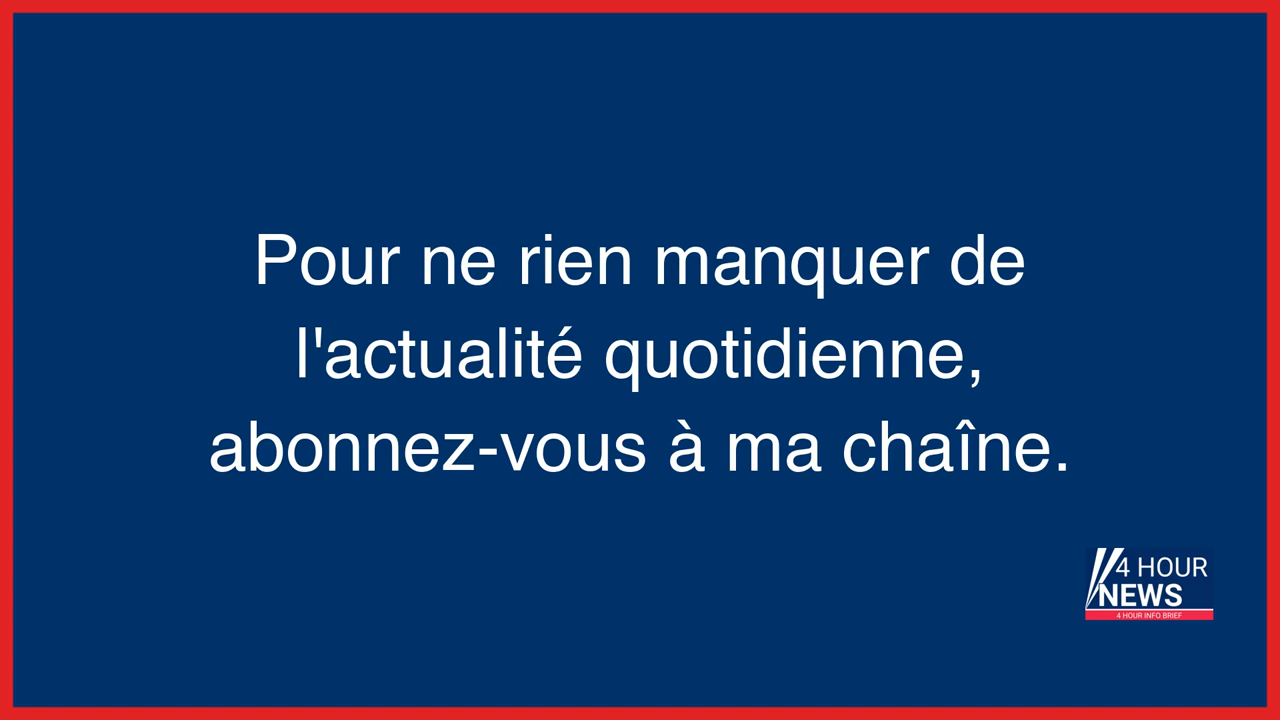 Pour ne rien manquer de
l'actualité quotidienne,
abonnez-vous à ma chaîne.
4 HOUR
NEWS
4 HOUR INFO BRIEF